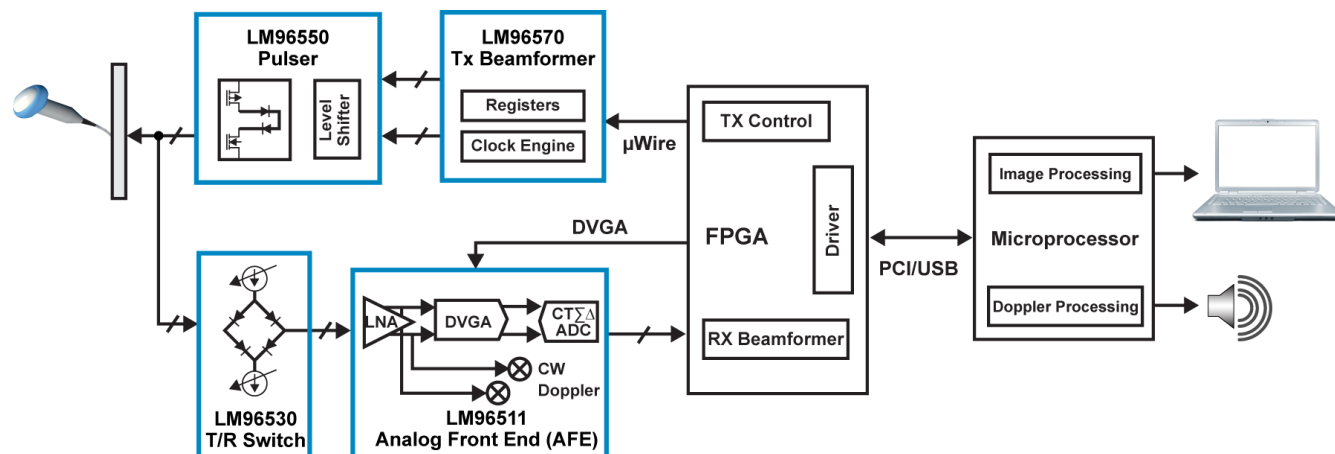 LM96550
Pulser
Level
Shifter
LM96570
Tx Beamformer
Registers
Clock Engine
µWire
TX Control
FPGA
Driver
RX Beamformer
DVGA
PCI/USB
Image Processing
Microprocessor
Doppler Processing
LM96530
T/R Switch
LNA
DVGA
CT∑Δ
ADC
CW
Doppler
LM96511
Analog Front End (AFE)